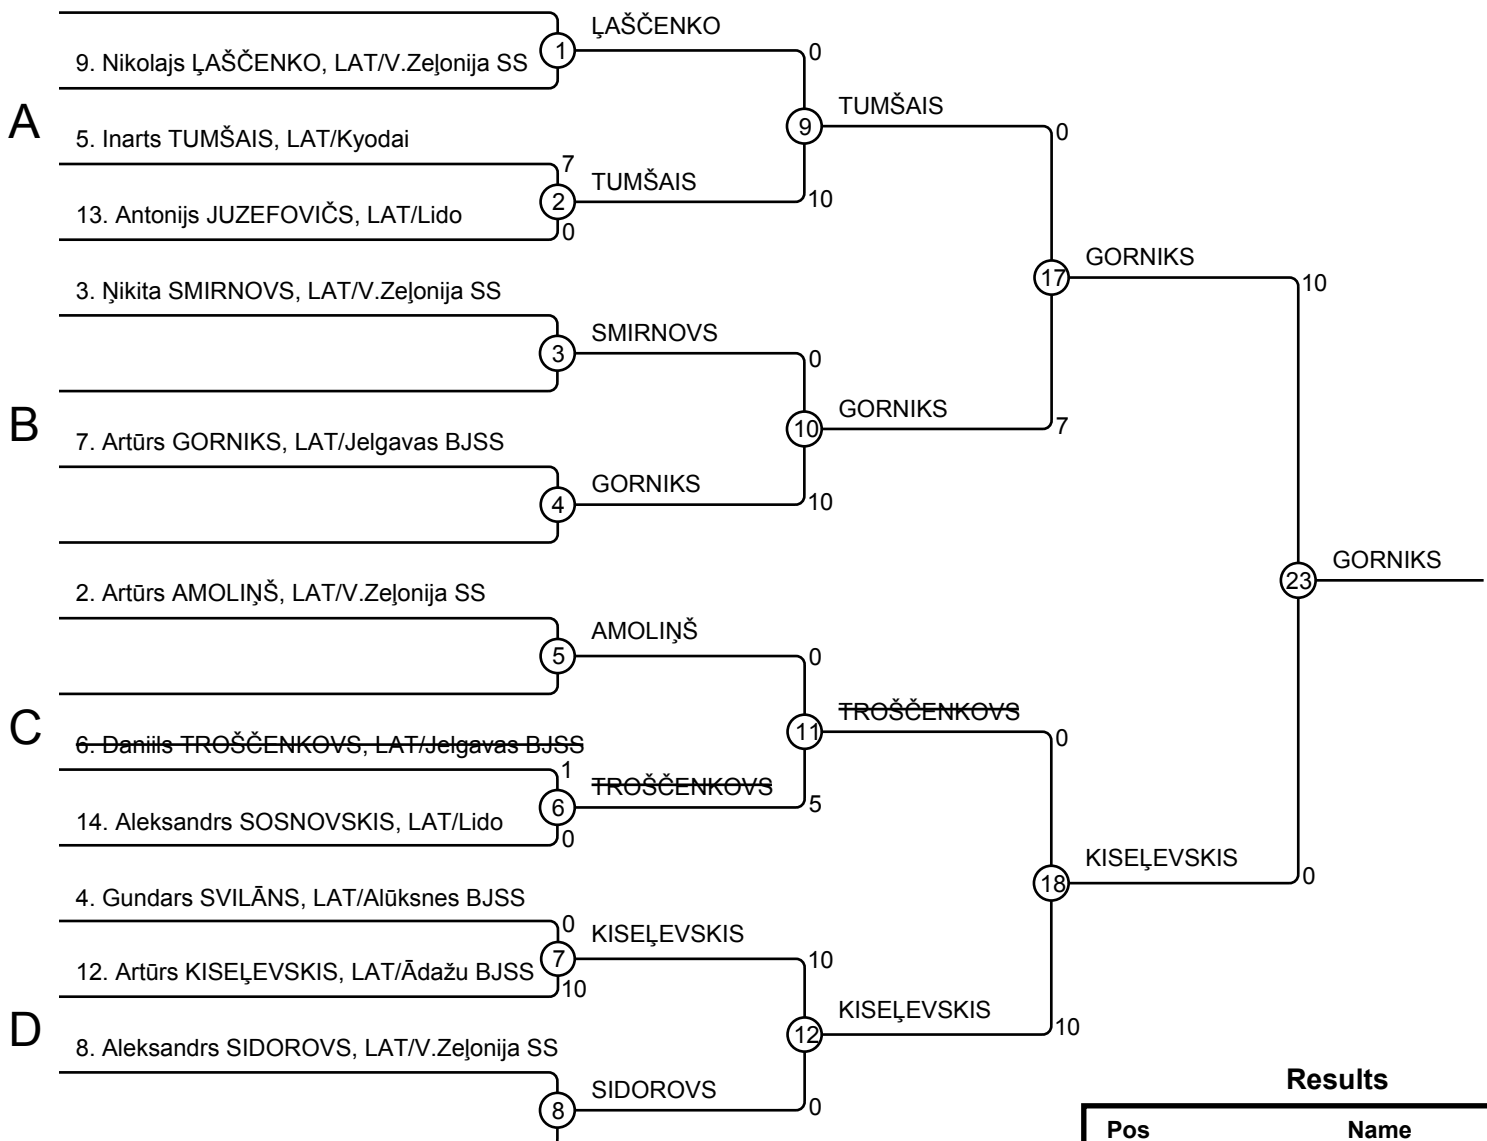 ĻAŠČENKO
1
0
9. Nikolajs ĻAŠČENKO, LAT/V.Zeļonija SS
A
TUMŠAIS
9
0
5. Inarts TUMŠAIS, LAT/Kyodai
7
TUMŠAIS
2
10
13. Antonijs JUZEFOVIČS, LAT/Lido
0
GORNIKS
17
10
3. Ņikita SMIRNOVS, LAT/V.Zeļonija SS
SMIRNOVS
3
0
B
GORNIKS
10
7
7. Artūrs GORNIKS, LAT/Jelgavas BJSS
GORNIKS
4
10
GORNIKS
23
2. Artūrs AMOLIŅŠ, LAT/V.Zeļonija SS
AMOLIŅŠ
5
0
C
TROŠČENKOVS
11
0
6. Daniils TROŠČENKOVS, LAT/Jelgavas BJSS
1
TROŠČENKOVS
6
5
14. Aleksandrs SOSNOVSKIS, LAT/Lido
0
KISEĻEVSKIS
18
0
4. Gundars SVILĀNS, LAT/Alūksnes BJSS
0
KISEĻEVSKIS
7
10
12. Artūrs KISEĻEVSKIS, LAT/Ādažu BJSS
10
D
KISEĻEVSKIS
12
10
8. Aleksandrs SIDOROVS, LAT/V.Zeļonija SS
SIDOROVS
8
0
Results
Pos Name